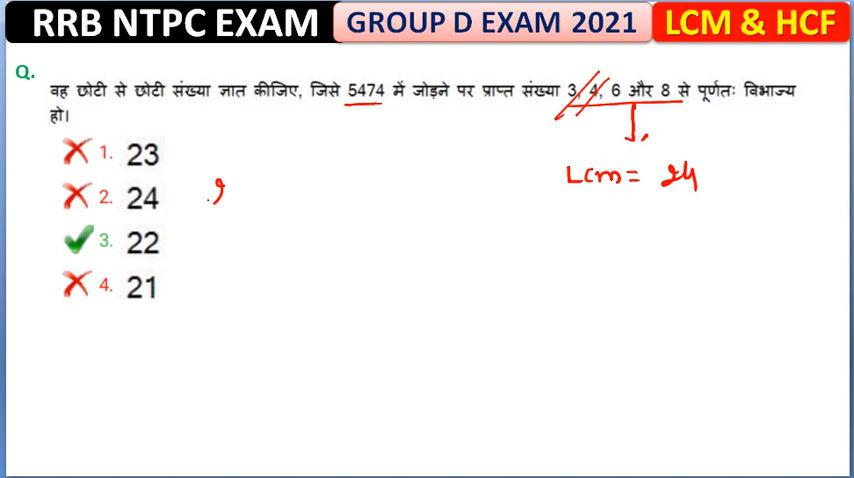 RRB NTPC EXAM GROUP D EXAM 2021 LCM & HCF
Q.
वह छोटी से छोटी संख्या ज्ञात कीजिए, जिसे 5474 में जोड़ने पर प्राप्त संख्या 3, 4, 6 और 8 से पूर्णतः विभाज्य
हो।
1. 23
2. 24
3. 22
4. 21
Lcm = 24